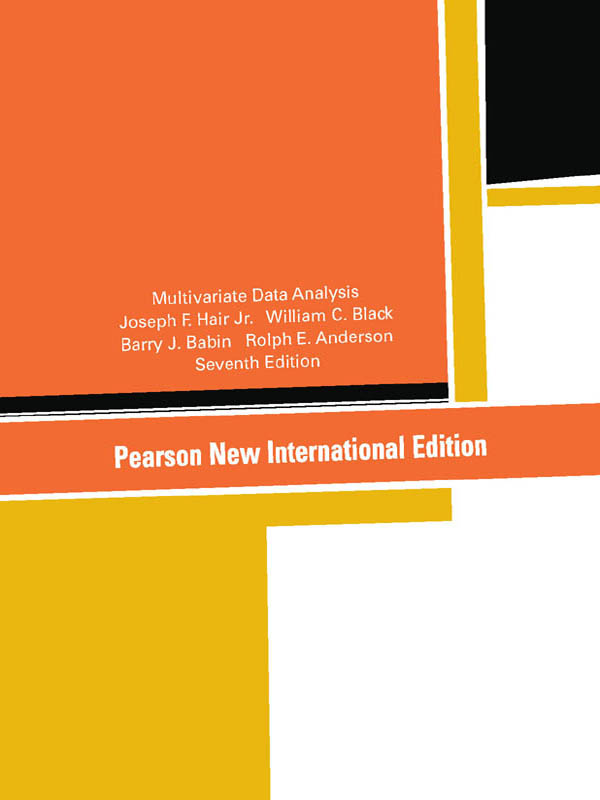 Multivariate Data Analysis
Joseph F. Hair Jr. William C. Black
Barry J. Babin Rolph E. Anderson
Seventh Edition
Pearson New International Edition